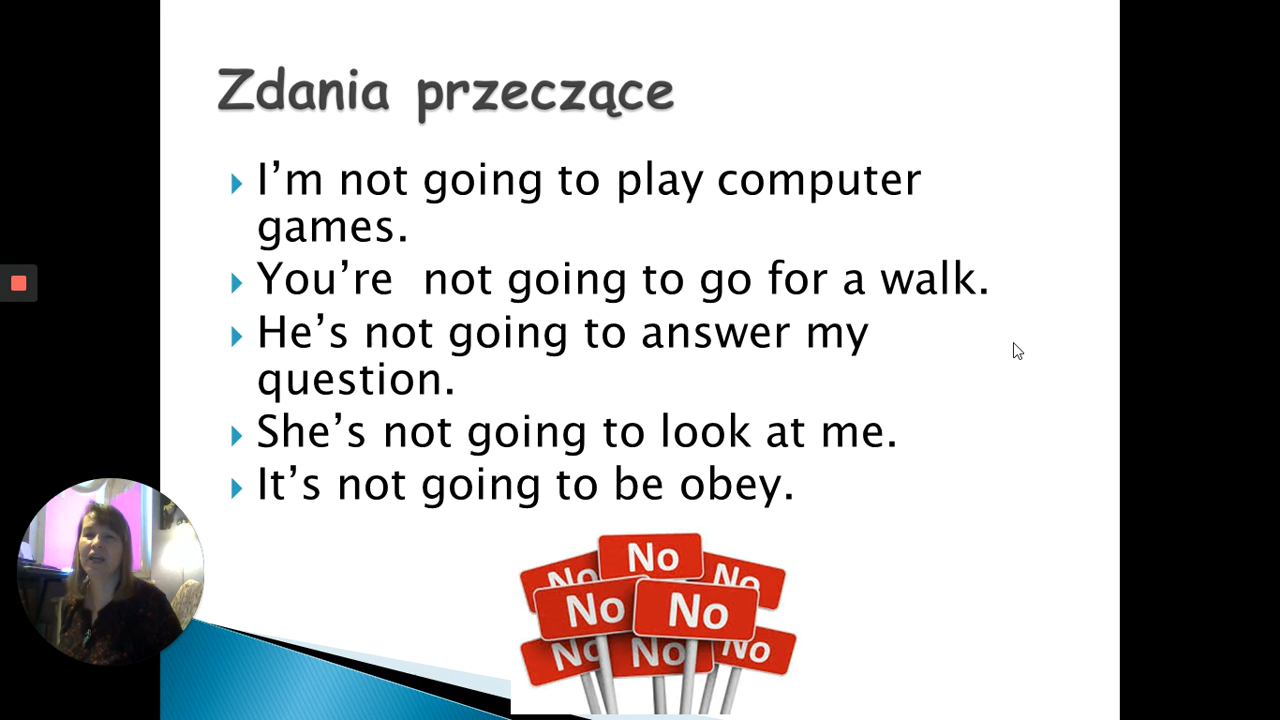 Zdania przeczące
I’m not going to play computer
games.
You’re  not going to go for a walk.
He’s not going to answer my
question.
She’s not going to look at me.
It’s not going to be obey.
No
No
No
No
No
No
No
No